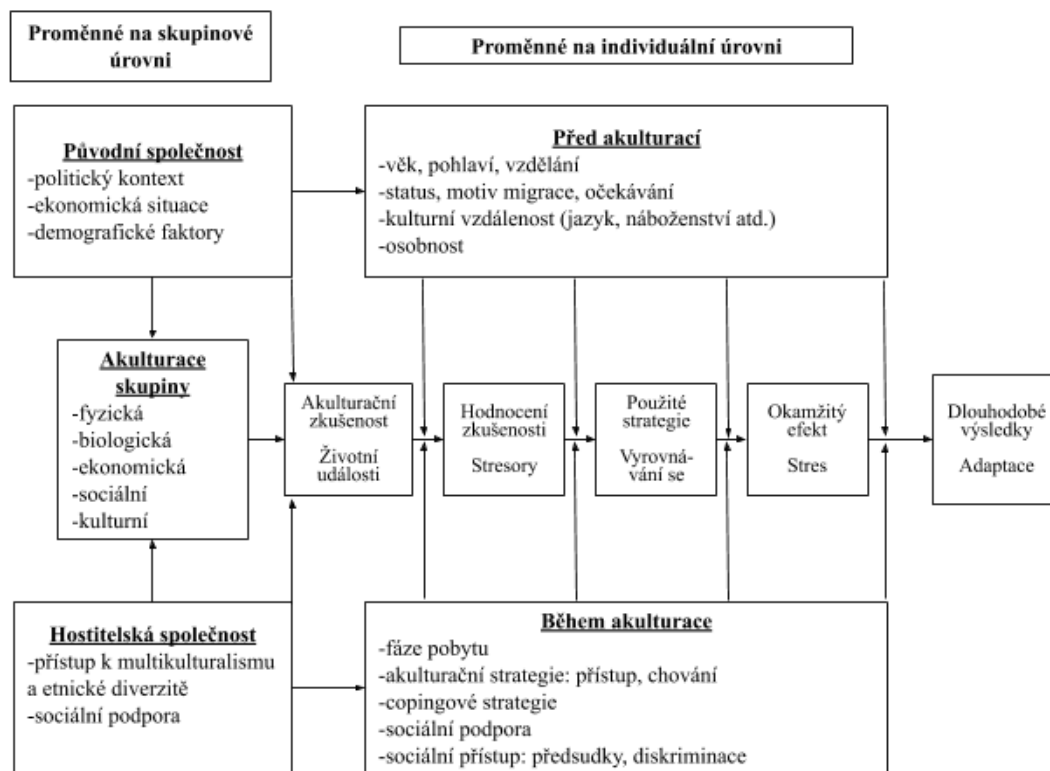 Proměnné na skupinové
úrovni
Proměnné na individuální úrovni
Původní společnost
-politický kontext
-ekonomická situace
-demografické faktory
Před akulturací
-věk, pohlaví, vzdělání
-status, motiv migrace, očekávání
-kulturní vzdálenost (jazyk, náboženství atd.)
-osobnost
Akulturace
skupiny
-fyzická
-biologická
-ekonomická
-sociální
-kulturní
Akulturační
zkušenost
Životní
události
Hodnocení
zkušenosti
Stresory
Použité
strategie
Vyrovná-
vání se
Okamžitý
efekt
Stres
Dlouhodobé
výsledky
Adaptace
Hostitelská společnost
-přístup k multikulturalismu
a etnické diverzitě
-sociální podpora
Během akulturace
-fáze pobytu
-akulturační strategie: přístup, chování
-copingové strategie
-sociální podpora
-sociální přístup: předsudky, diskriminace